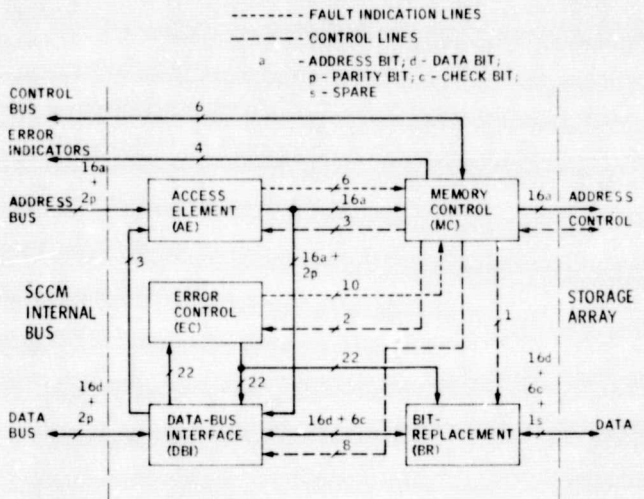 - FAULT INDICATION LINES
- CONTROL LINES
a - ADDRESS BIT; d - DATA BIT;
p - PARITY BIT; c - CHECK BIT;
s - SPARE
CONTROL
BUS
6
ERROR
INDICATORS
4
16a
+
2p
ADDRESS
BUS
ACCESS
ELEMENT
(AE)
6
16a
3
MEMORY
CONTROL
(MC)
16a
ADDRESS
CONTROL
3
16a +
2p
SCCM
INTERNAL
BUS
ERROR
CONTROL
(EC)
10
2
1
STORAGE
ARRAY
22
22
22
16d
+
2p
DATA
BUS
DATA-BUS
INTERFACE
(DBI)
16d + 6c
8
BIT-
REPLACEMENT
(BR)
16d
+
6c
+
1s
DATA